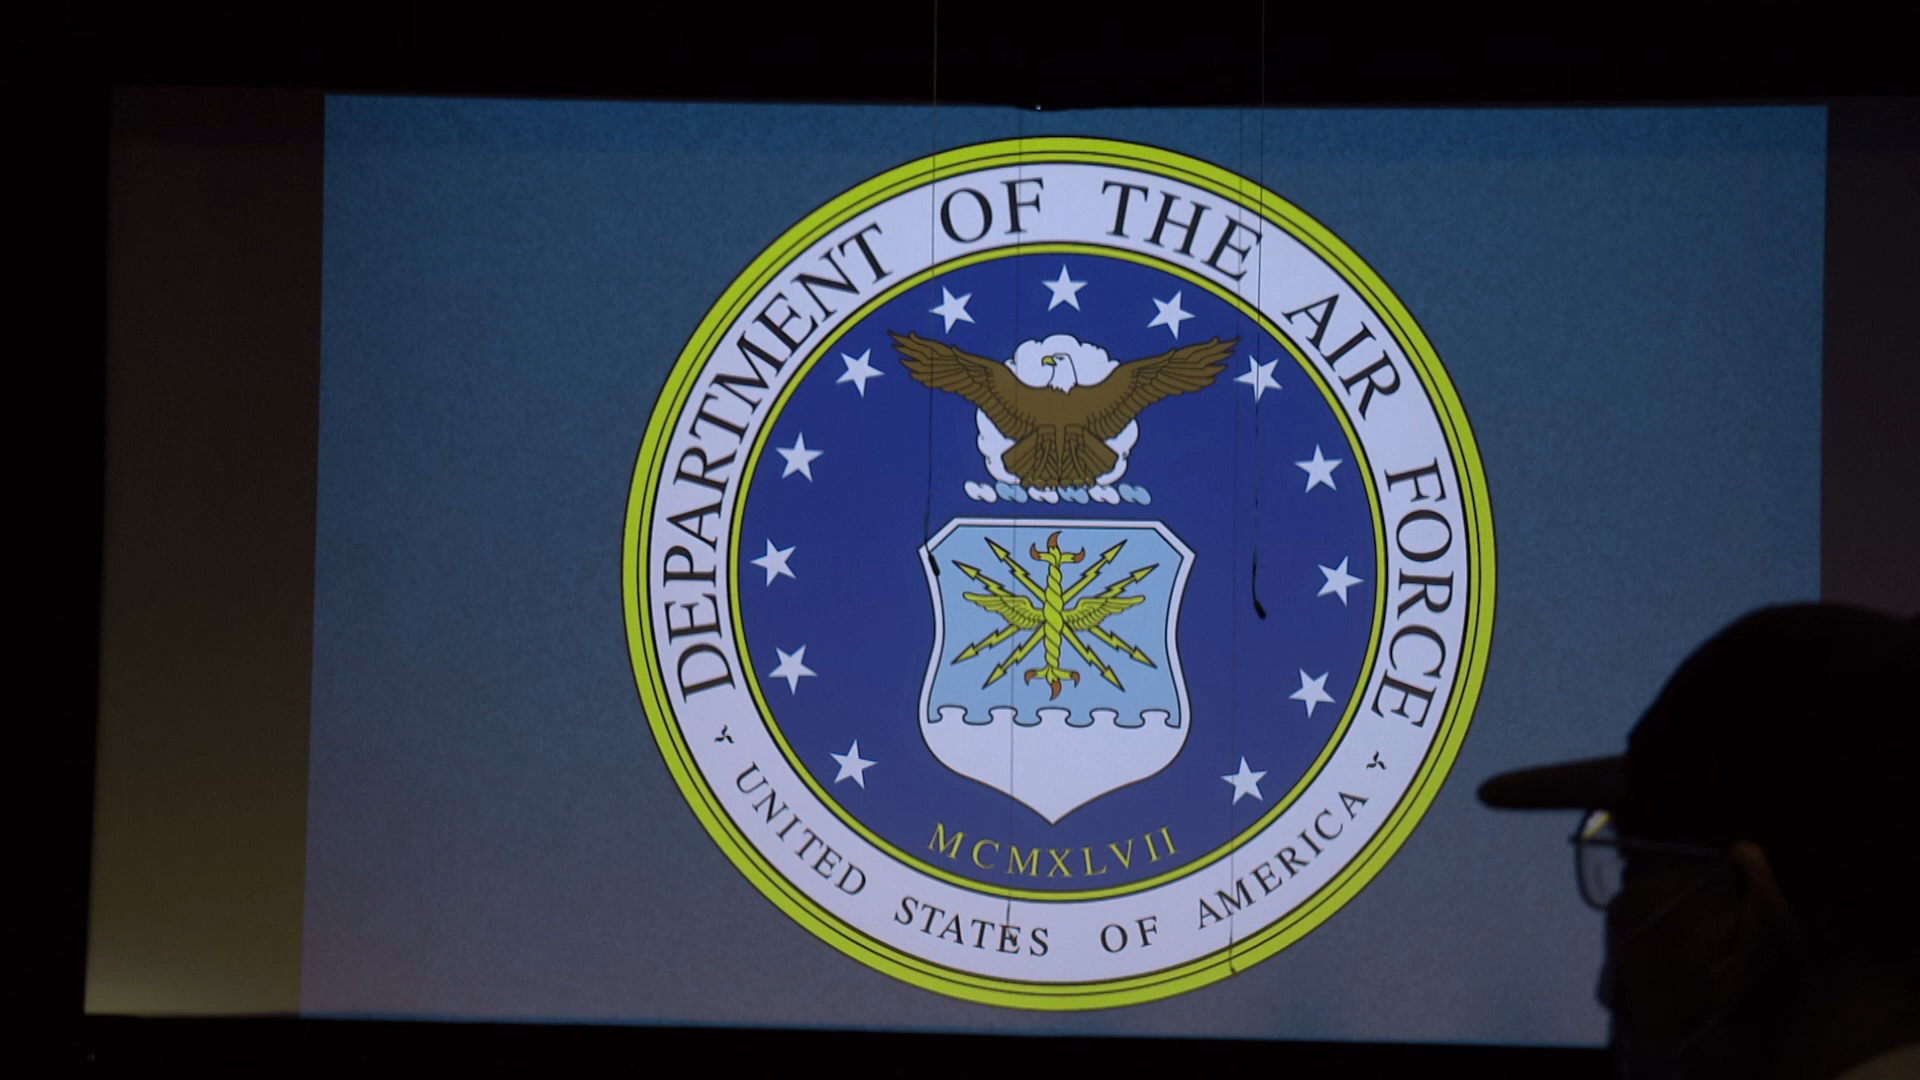 DEPARTMENT OF THE AIR FORCE
MCMXLVII
UNITED STATES OF AMERICA